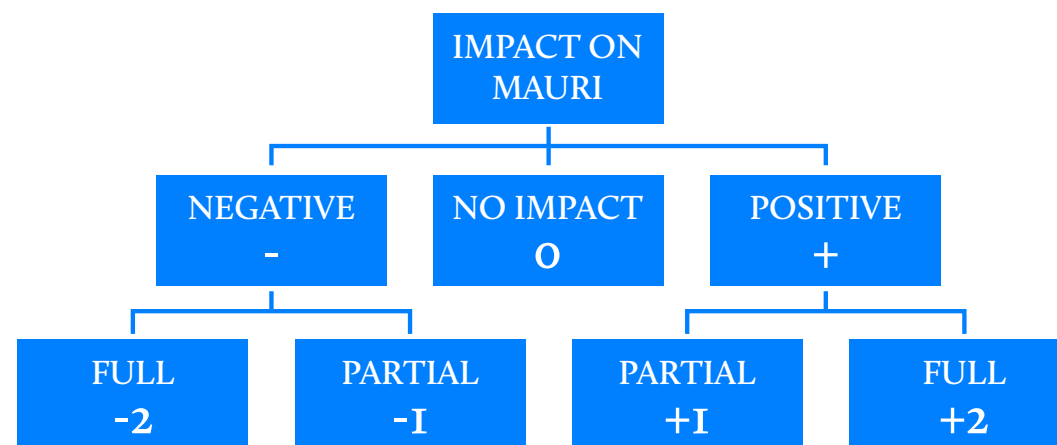 IMPACT ON
MAURI
NEGATIVE
-
NO IMPACT
0
POSITIVE
+
FULL
-2
PARTIAL
-1
PARTIAL
+1
FULL
+2